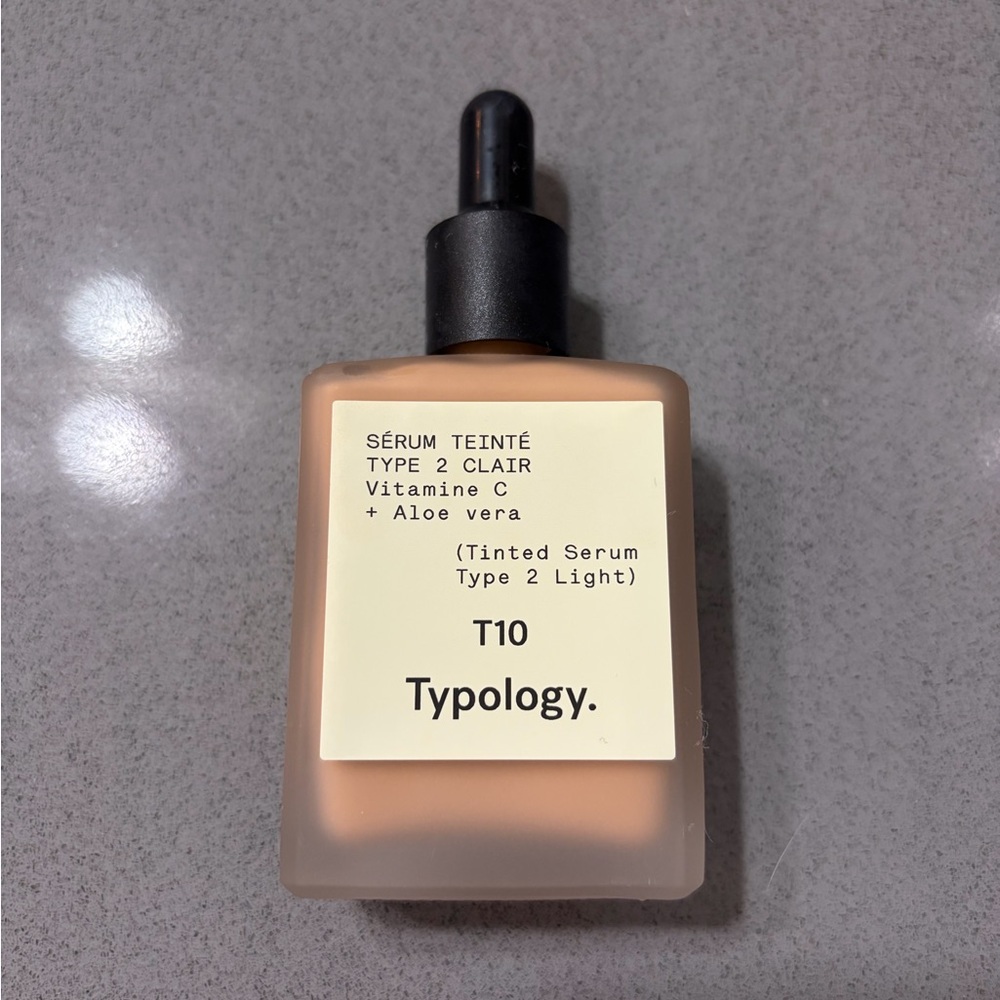 SÉRUM TEINTÉ
TYPE 2 CLAIR
Vitamine C
+ Aloe vera
(Tinted Serum
Type 2 Light)
T10
Typology.